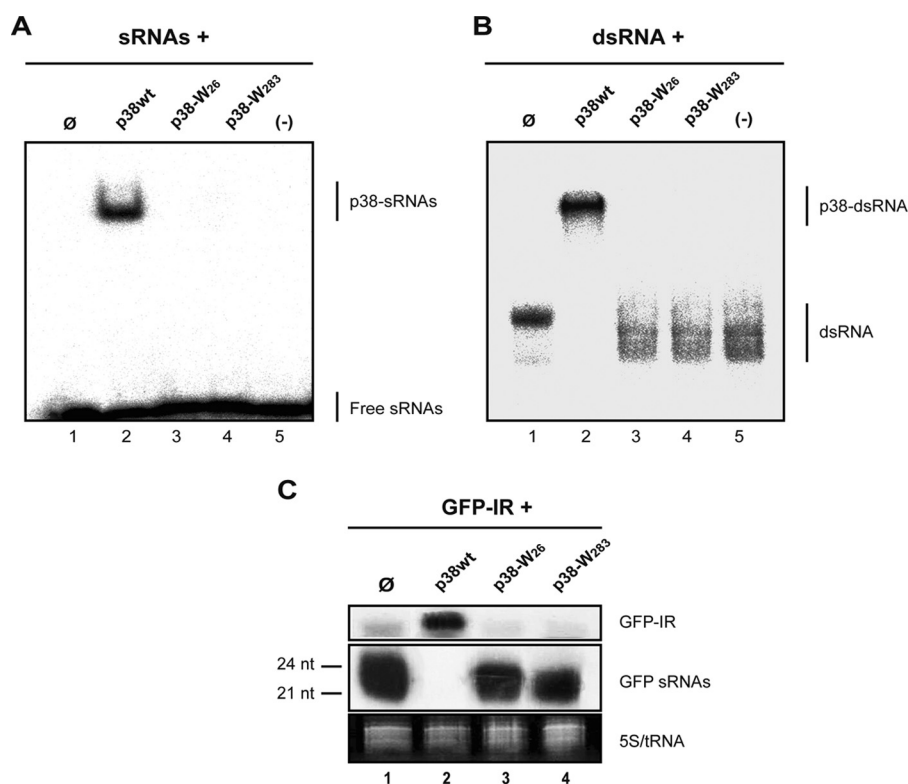 A
sRNAs +
Ø p38wt p38-W26 p38-W283 (-)
p38-sRNAs
Free sRNAs
1 2 3 4 5
B
dsRNA +
Ø p38wt p38-W26 p38-W283 (-)
p38-dsRNA
dsRNA
1 2 3 4 5
C
GFP-IR +
Ø p38wt p38-W26 p38-W283
GFP-IR
24 nt
21 nt
GFP sRNAs
5S/tRNA
1 2 3 4